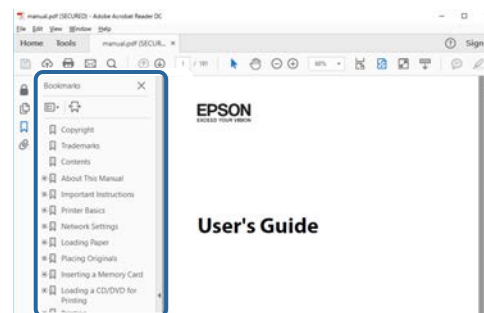 manual.pdf (SECURED) - Adobe Acrobat Reader DC
File Edit View Window Help
Home Tools manual.pdf (SECUR... × Sign
1 / 191
Bookmarks
Copyright
Trademarks
Contents
About This Manual
Important Instructions
Printer Basics
Network Settings
Loading Paper
Placing Originals
Inserting a Memory Card
Loading a CD/DVD for
Printing
EPSON
EXCEED YOUR VISION
User's Guide